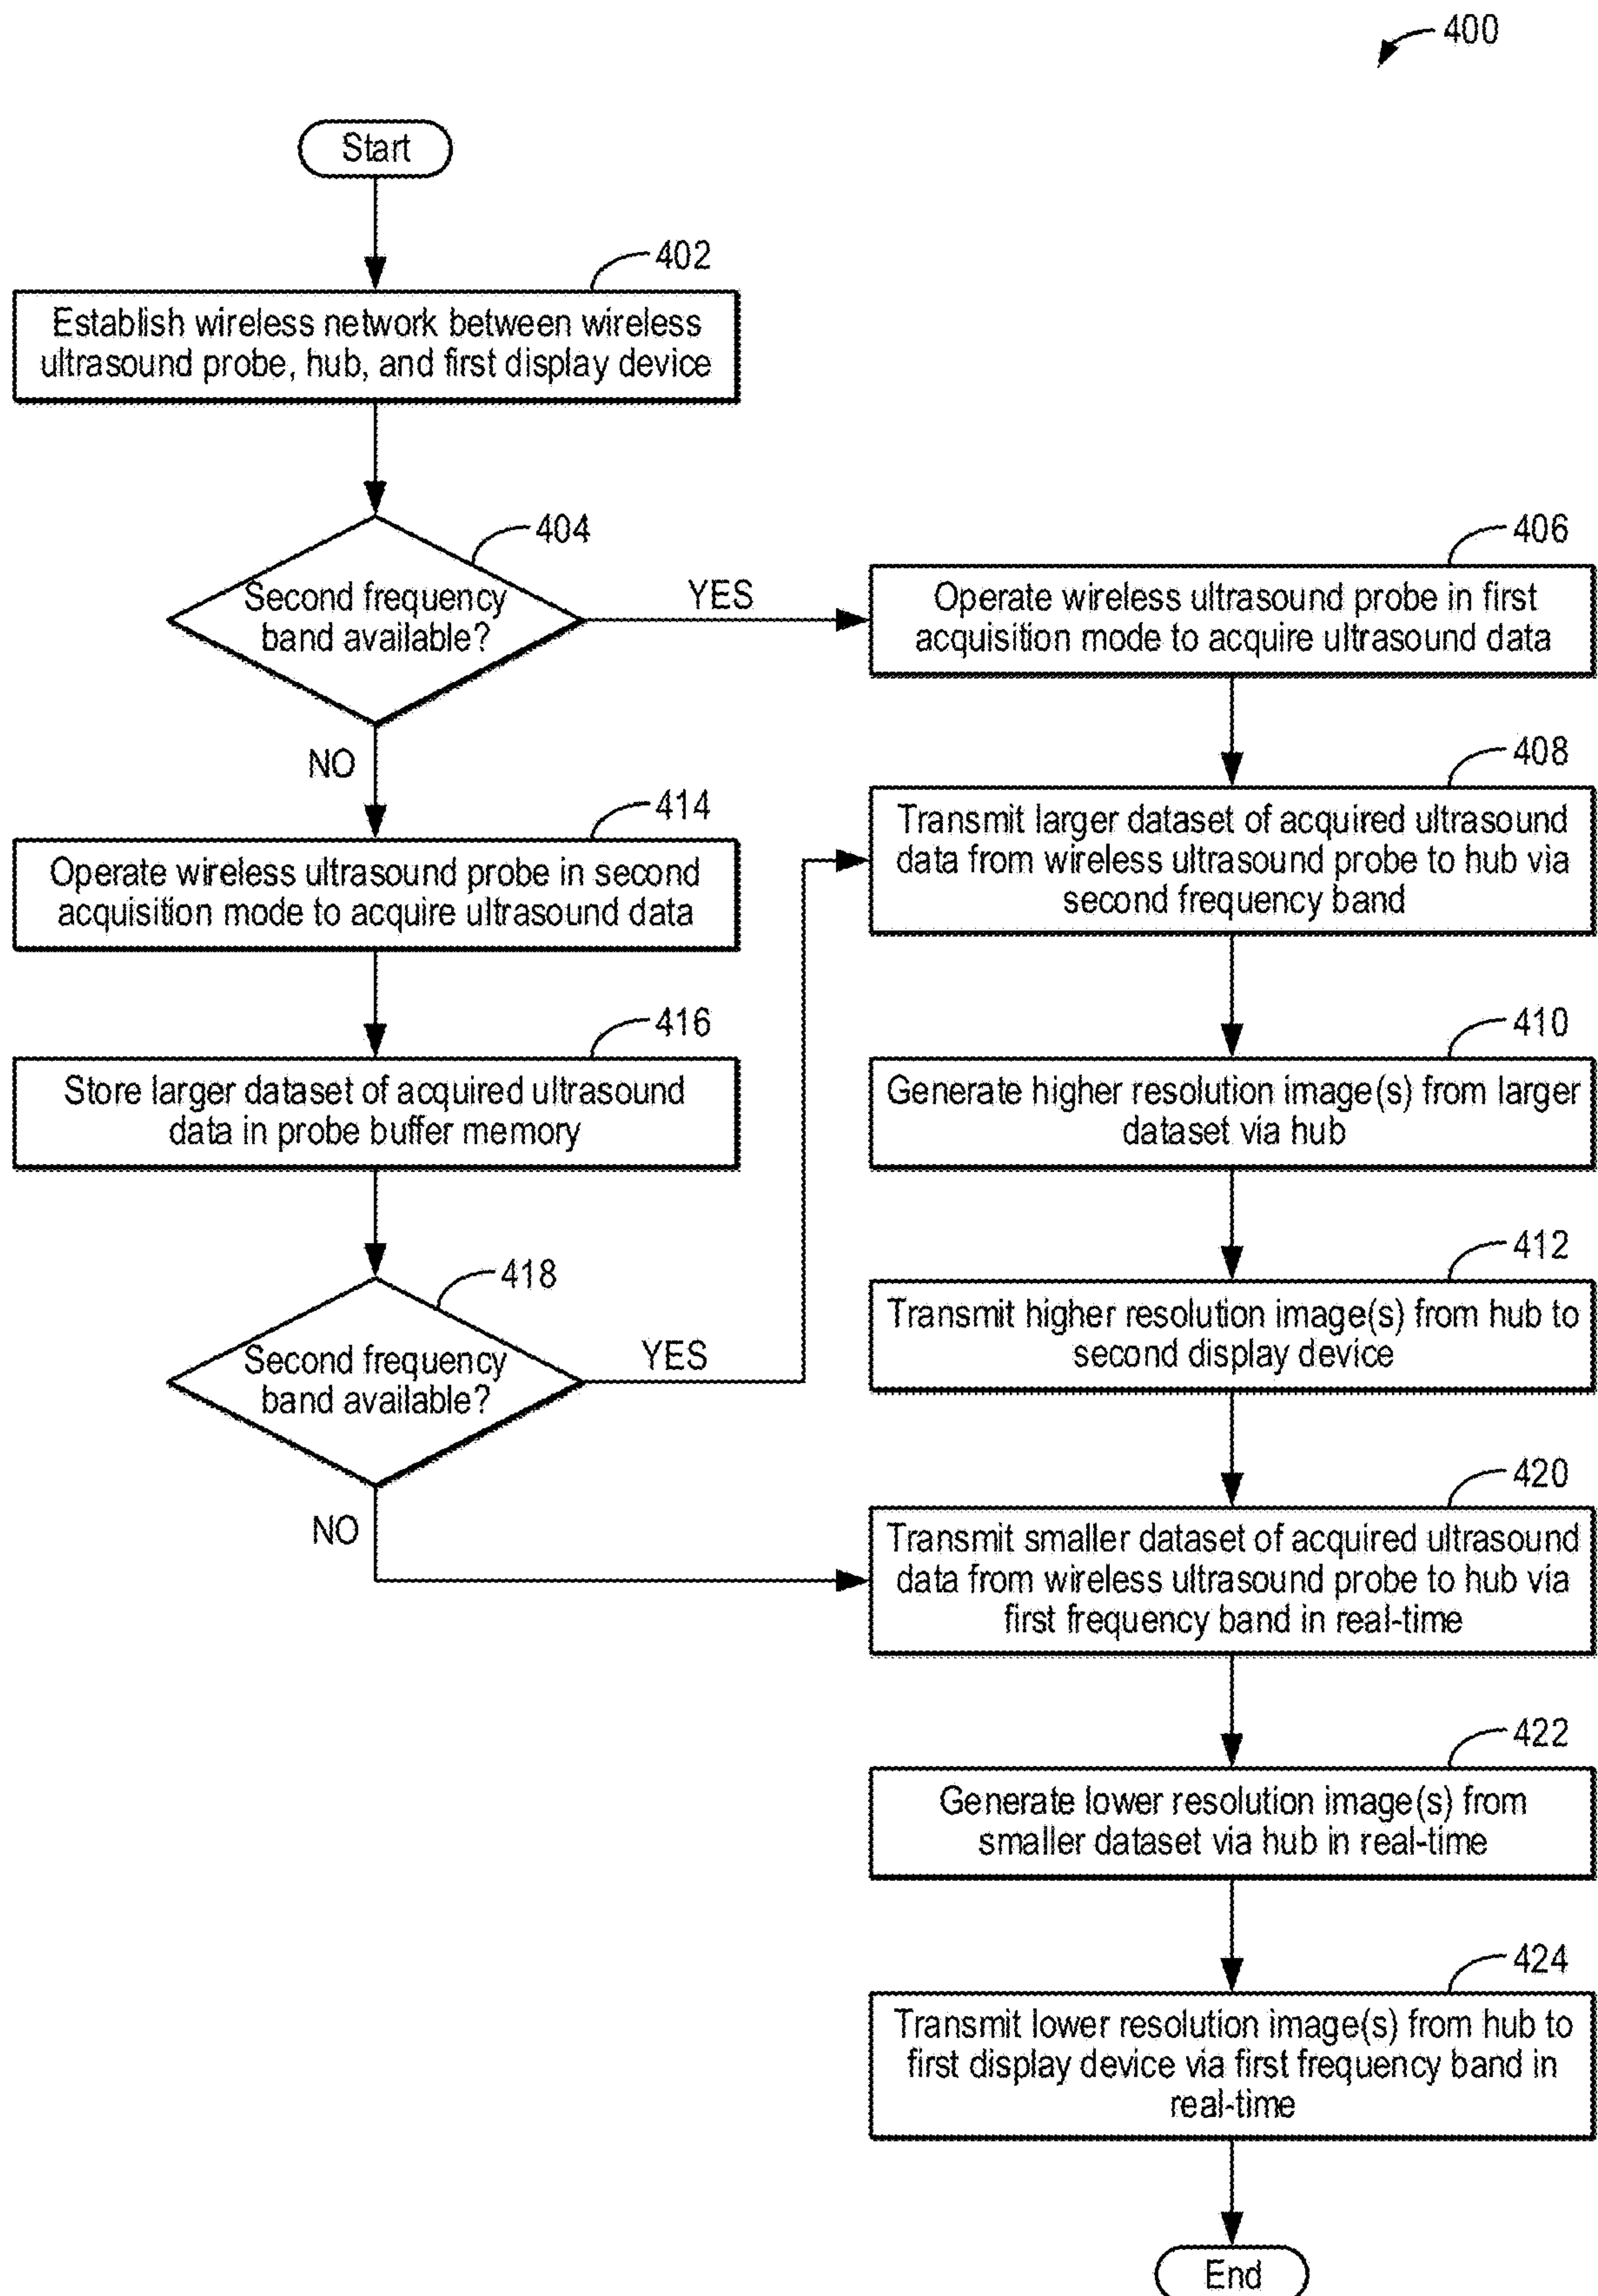 400
Start
402
Establish wireless network between wireless
ultrasound probe, hub, and first display device
404
Second frequency
band available?
YES
NO
406
Operate wireless ultrasound probe in first
acquisition mode to acquire ultrasound data
408
Transmit larger dataset of acquired ultrasound
data from wireless ultrasound probe to hub via
second frequency band
410
Generate higher resolution image(s) from larger
dataset via hub
412
Transmit higher resolution image(s) from hub to
second display device
414
Operate wireless ultrasound probe in second
acquisition mode to acquire ultrasound data
416
Store larger dataset of acquired ultrasound
data in probe buffer memory
418
Second frequency
band available?
YES
NO
420
Transmit smaller dataset of acquired ultrasound
data from wireless ultrasound probe to hub via
first frequency band in real-time
422
Generate lower resolution image(s) from
smaller dataset via hub in real-time
424
Transmit lower resolution image(s) from hub to
first display device via first frequency band in
real-time
End